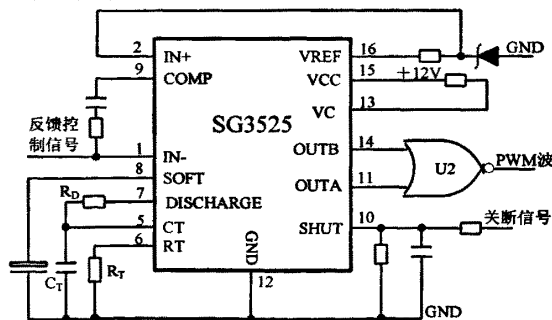 2 IN+ VREF 16 GND
9 COMP VCC 15 +12V
VC 13
反馈控
制信号
SG3525
1 IN- OUTB 14
8 SOFT U2 PWM波
RD 7 DISCHARGE OUTA 11
5 CT SHUT 10 关断信号
6 RT GND
CT RT 12
GND